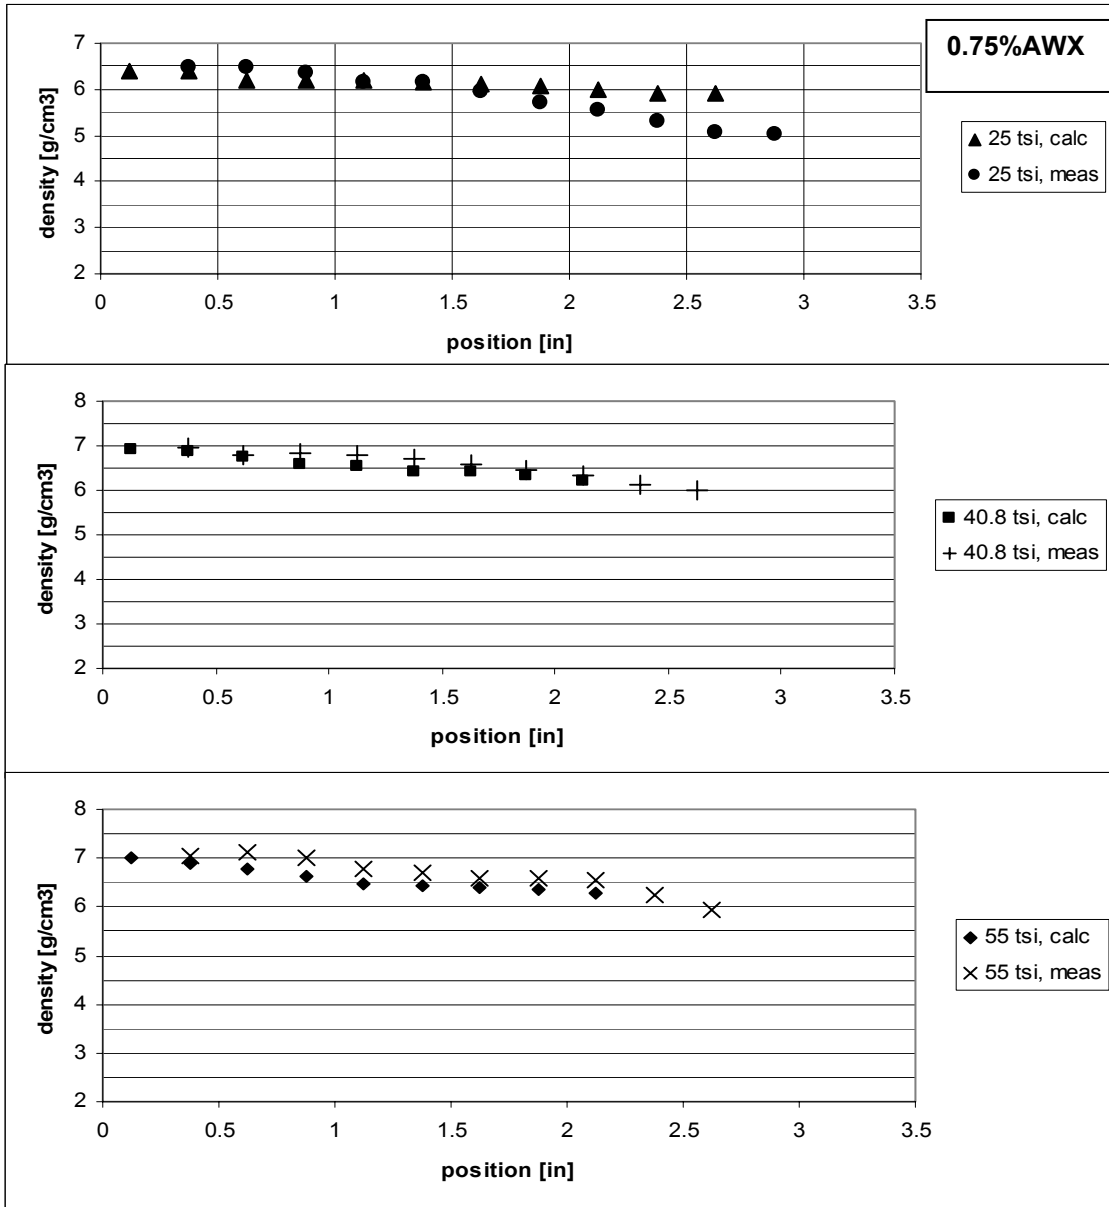 0.75%AWX
7
6
5
4
3
2
0 0.5 1 1.5 2 2.5 3 3.5
density [g/cm3]
position [in]
25 tsi, calc
25 tsi, meas
8
7
6
5
4
3
2
0 0.5 1 1.5 2 2.5 3 3.5
density [g/cm3]
position [in]
40.8 tsi, calc
40.8 tsi, meas
8
7
6
5
4
3
2
0 0.5 1 1.5 2 2.5 3 3.5
density [g/cm3]
position [in]
55 tsi, calc
55 tsi, meas